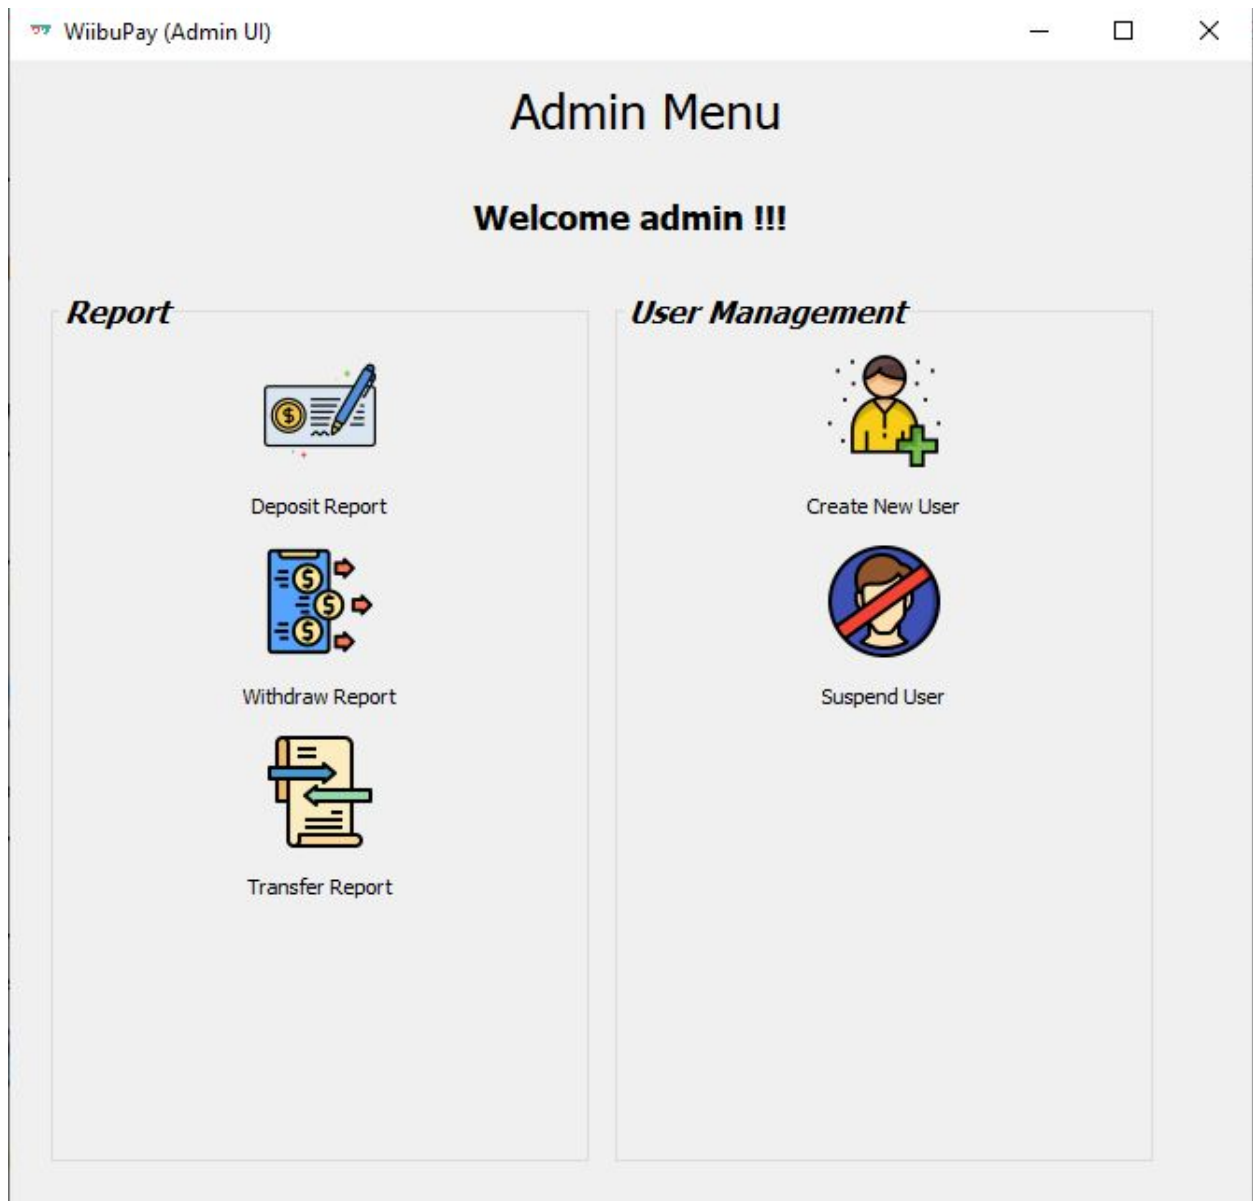 WiibuPay (Admin UI)
Admin Menu
Welcome admin !!!
Report
Deposit Report
Withdraw Report
Transfer Report
User Management
Create New User
Suspend User